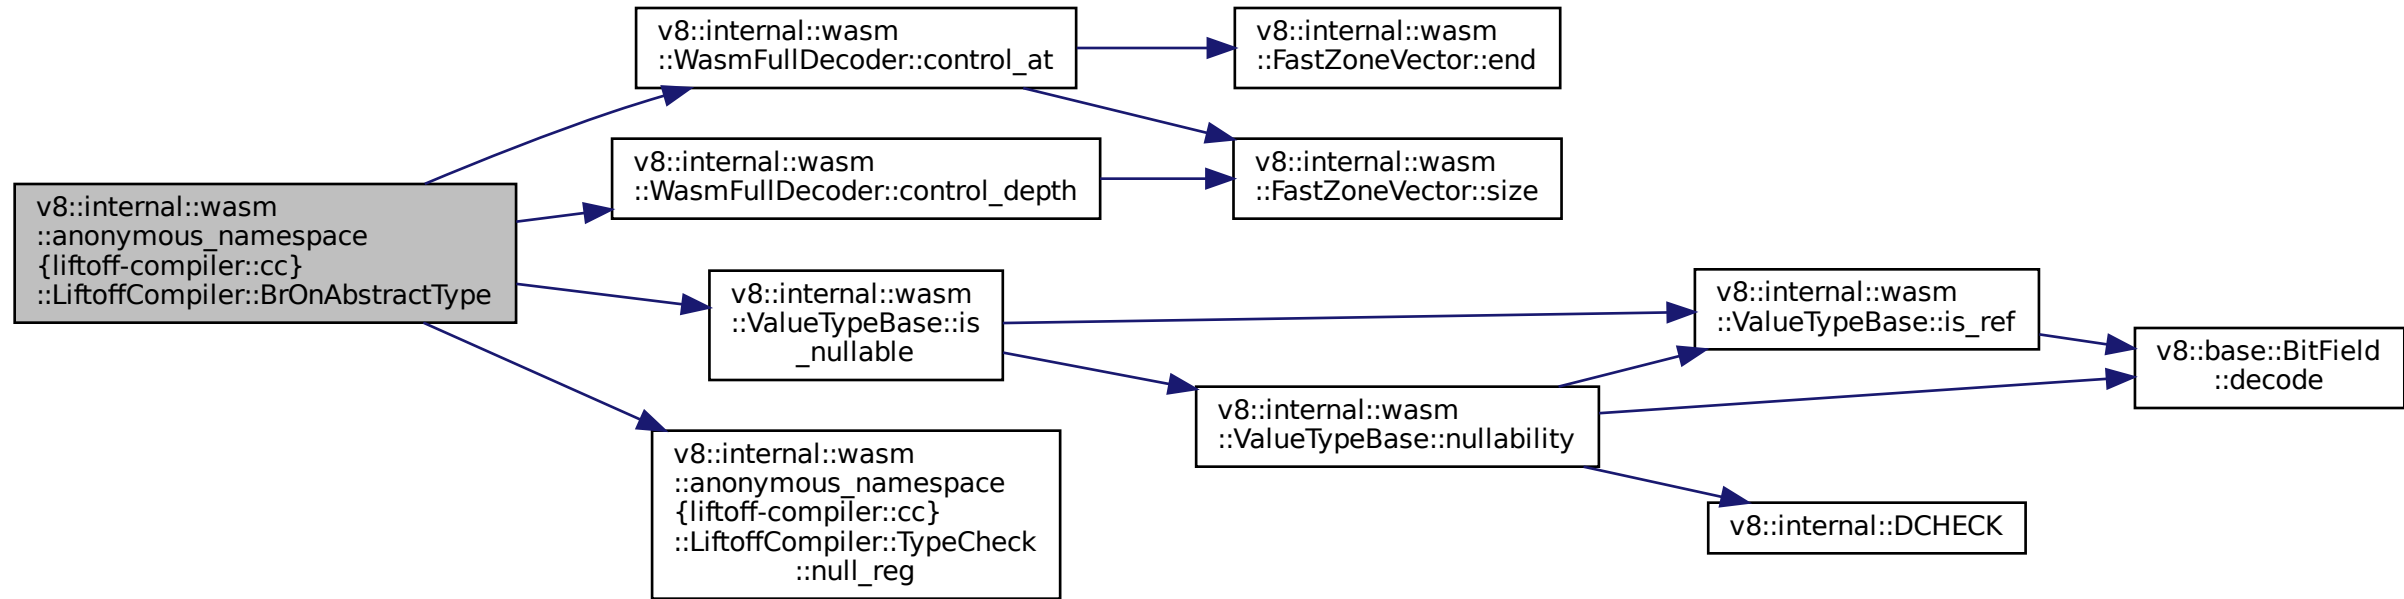 v8::internal::wasm
::anonymous_namespace
{liftoff-compiler::cc}
::LiftoffCompiler::BrOnAbstractType
v8::internal::wasm
::WasmFullDecoder::control_at
v8::internal::wasm
::FastZoneVector::end
v8::internal::wasm
::WasmFullDecoder::control_depth
v8::internal::wasm
::FastZoneVector::size
v8::internal::wasm
::ValueTypeBase::is
_nullable
v8::internal::wasm
::ValueTypeBase::is_ref
v8::base::BitField
::decode
v8::internal::wasm
::ValueTypeBase::nullability
v8::internal::DCHECK
v8::internal::wasm
::anonymous_namespace
{liftoff-compiler::cc}
::LiftoffCompiler::TypeCheck
::null_reg